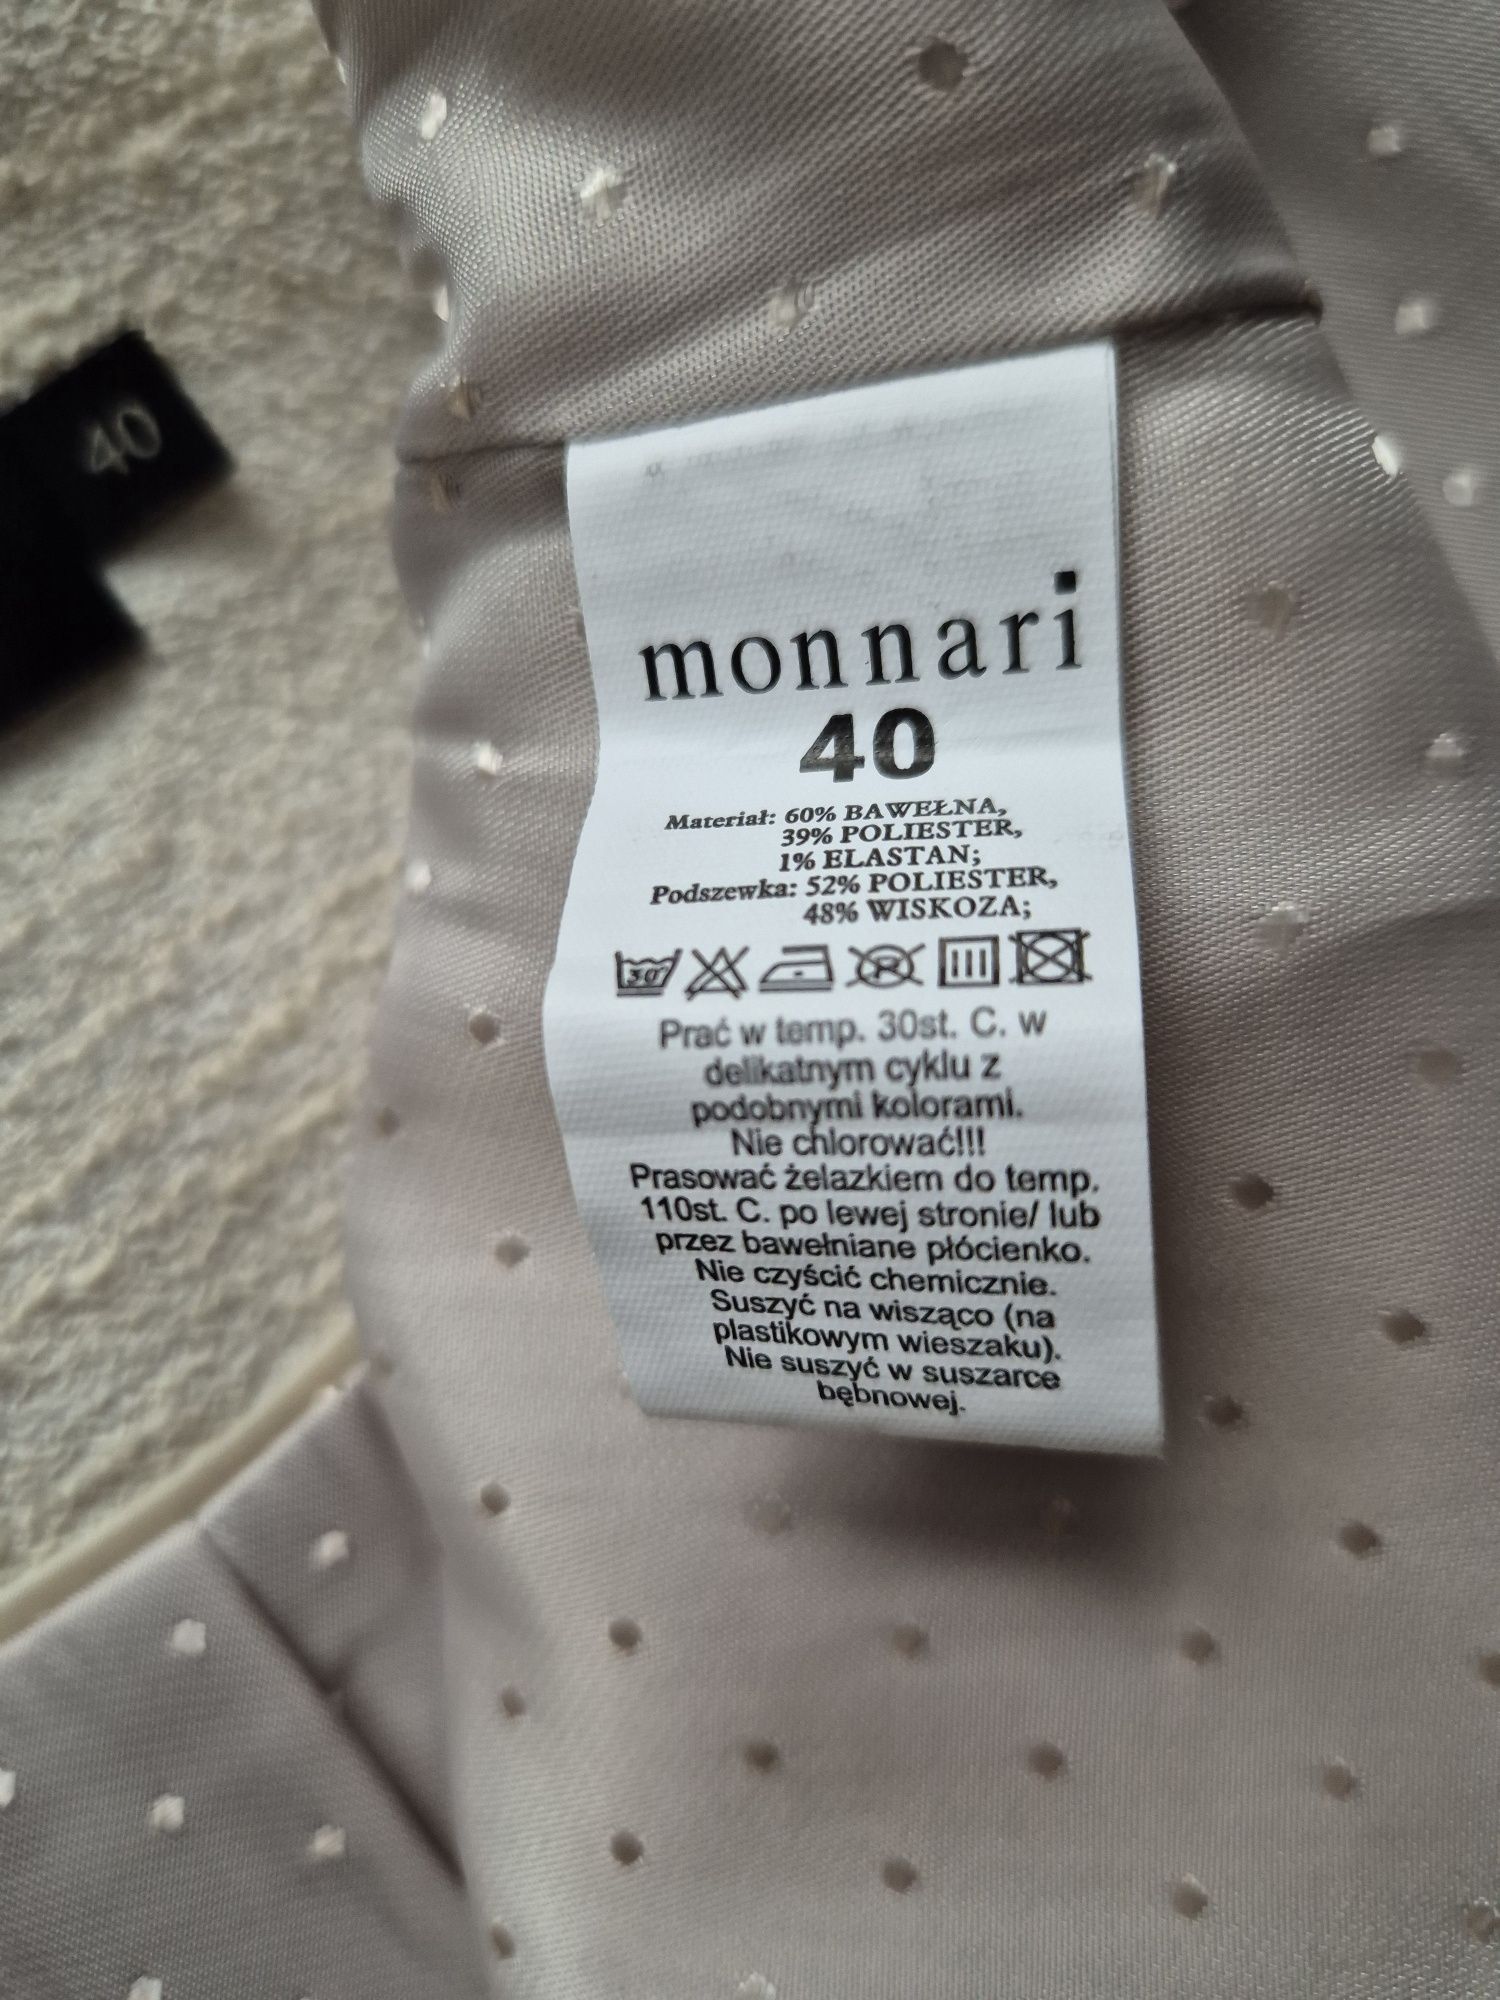 40
monnari
40
Materiał: 60% BAWEŁNA,
39% POLIESTER,
1% ELASTAN;
Podszewka: 52% POLIESTER,
48% WISKOZA;
30°
P
Prać w temp. 30st. C. w
delikatnym cyklu z
podobnymi kolorami.
Nie chlorować!!!
Prasować żelazkiem do temp.
110st. C. po lewej stronie/ lub
przez bawełniane płócienko.
Nie czyścić chemicznie.
Suszyć na wisząco (na
plastikowym wieszaku).
Nie suszyć w suszarce
bębnowej.